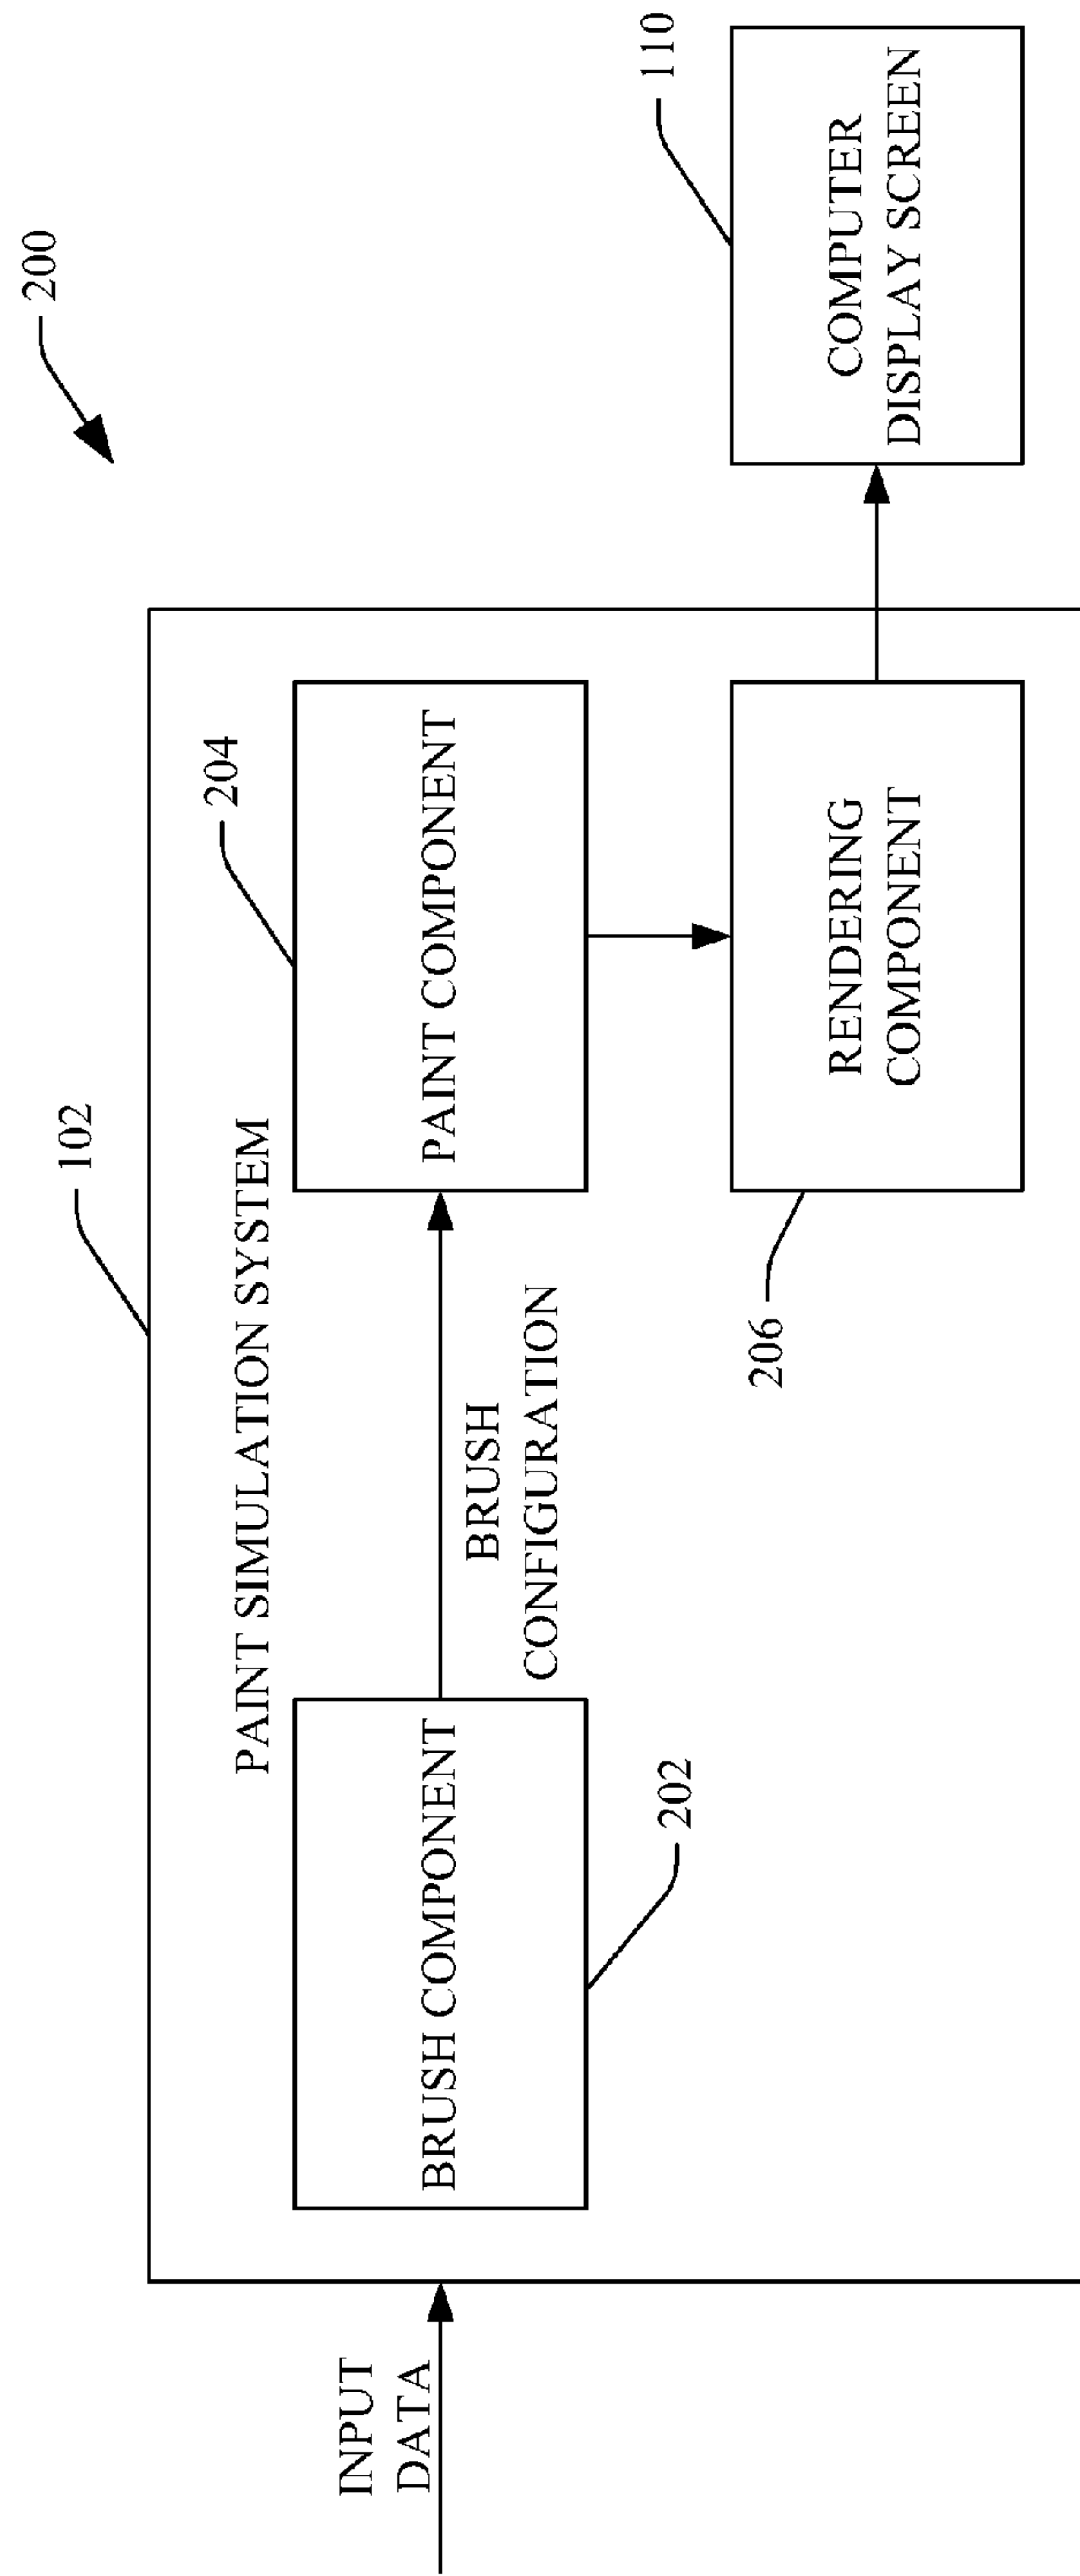 200
102
PAINT SIMULATION SYSTEM
INPUT
DATA
BRUSH COMPONENT
202
BRUSH
CONFIGURATION
PAINT COMPONENT
204
RENDERING
COMPONENT
206
COMPUTER
DISPLAY SCREEN
110